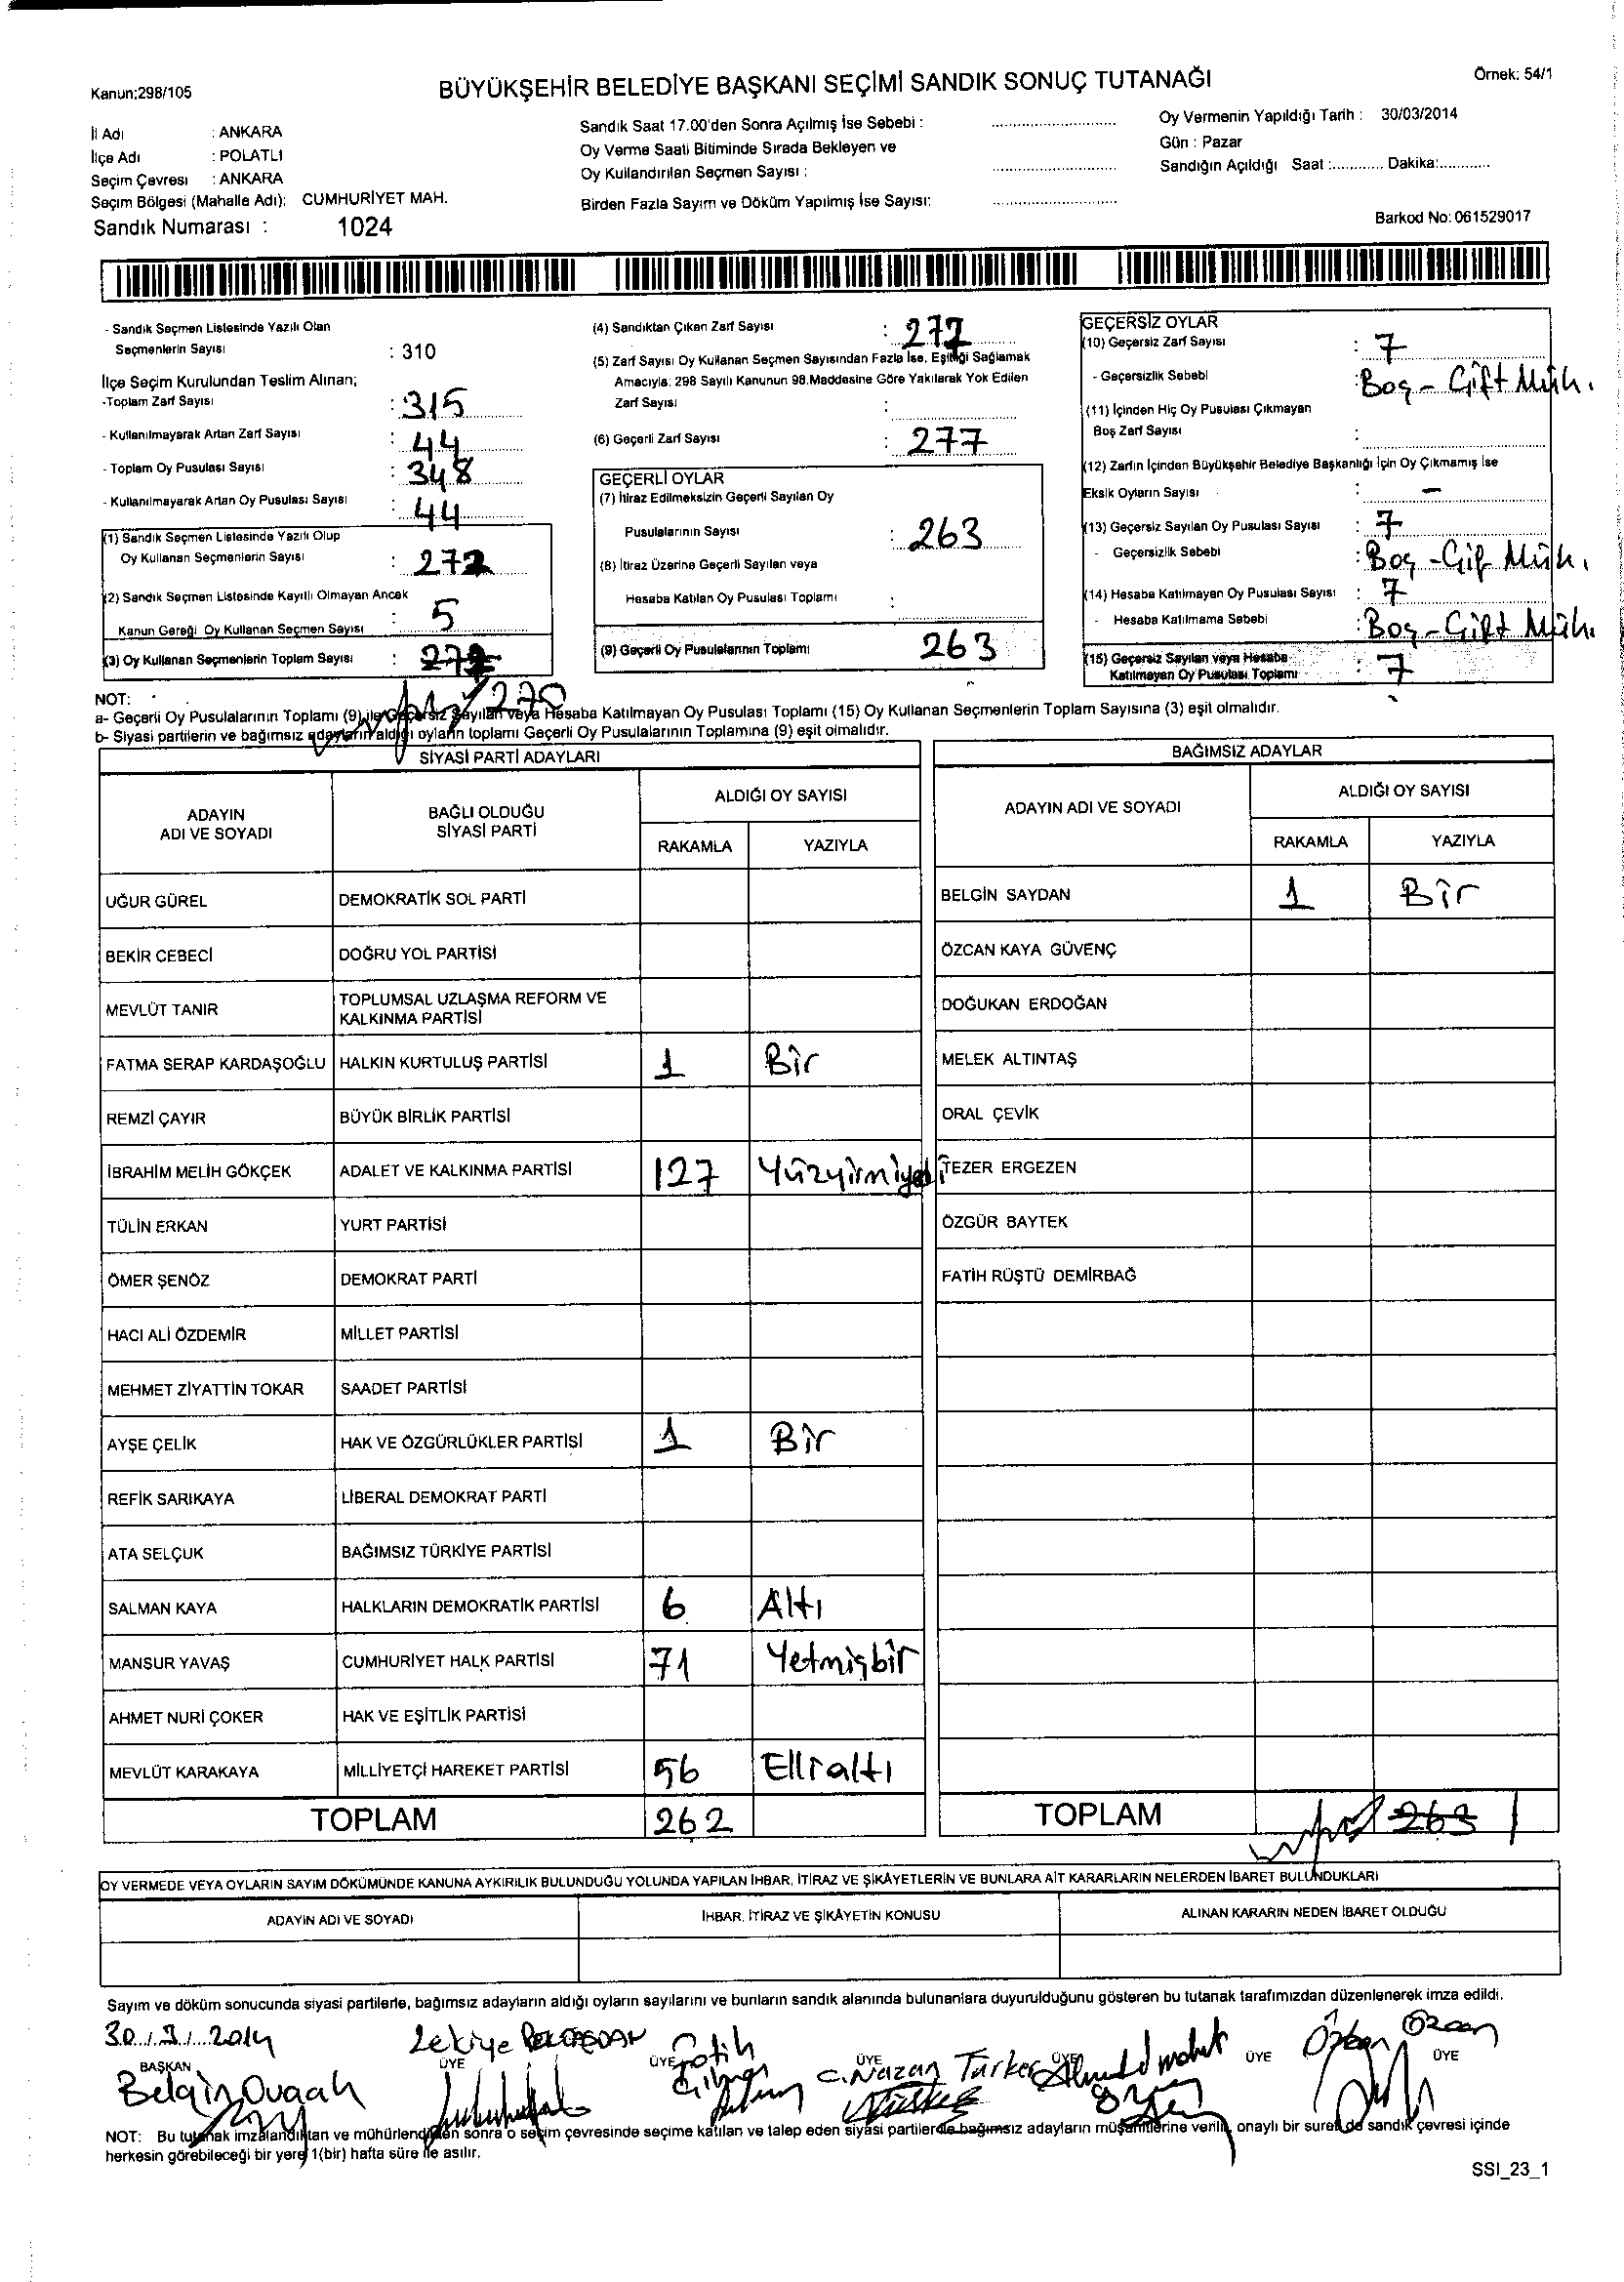 Kanun;298/105
BÜYÜKŞEHİR BELEDİYE BAŞKANI SEÇİMİ SANDIK SONUÇ TUTANAĞI
Örnek: 54/1
İl Adı : ANKARA
İlçe Adı : POLATLI
Seçim Çevresi : ANKARA
Seçim Bölgesi (Mahalle Adı): CUMHURİYET MAH.
Sandık Numarası : 1024
Sandık Saat 17.00'den Sonra Açılmış İse Sebebi :
Oy Verme Saati Bitiminde Sırada Bekleyen ve
Oy Kullandırılan Seçmen Sayısı :
Birden Fazla Sayım ve Döküm Yapılmış İse Sayısı:
Oy Vermenin Yapıldığı Tarih : 30/03/2014
Gün : Pazar
Sandığın Açıldığı Saat :............ Dakika:............
Barkod No: 061529017
- Sandık Seçmen Listesinde Yazılı Olan
Seçmenlerin Sayısı : 310
İlçe Seçim Kurulundan Teslim Alınan;
-Toplam Zarf Sayısı : 315
- Kullanılmayarak Artan Zarf Sayısı : 44
- Toplam Oy Pusulası Sayısı : 348
- Kullanılmayarak Artan Oy Pusulası Sayısı : 44
(1) Sandık Seçmen Listesinde Yazılı Olup
Oy Kullanan Seçmenlerin Sayısı : 272
(2) Sandık Seçmen Listesinde Kayıtlı Olmayan Ancak
Kanun Gereği Oy Kullanan Seçmen Sayısı : 5
(3) Oy Kullanan Seçmenlerin Toplam Sayısı : 277
270
(4) Sandıktan Çıkan Zarf Sayısı : 277
(5) Zarf Sayısı Oy Kullanan Seçmen Sayısından Fazla İse, Eşitliği Sağlamak
Amacıyla; 298 Sayılı Kanunun 98.Maddesine Göre Yakılarak Yok Edilen
Zarf Sayısı :
(6) Geçerli Zarf Sayısı : 277
GEÇERLİ OYLAR
(7) İtiraz Edilmeksizin Geçerli Sayılan Oy
Pusulalarının Sayısı : 263
(8) İtiraz Üzerine Geçerli Sayılan veya
Hesaba Katılan Oy Pusulası Toplamı :
(9) Geçerli Oy Pusulalarının Toplamı 263
GEÇERSİZ OYLAR
(10) Geçersiz Zarf Sayısı : 7
- Geçersizlik Sebebi : Boş - Çift Müh.
(11) İçinden Hiç Oy Pusulası Çıkmayan
Boş Zarf Sayısı :
(12) Zarfın İçinden Büyükşehir Belediye Başkanlığı İçin Oy Çıkmamış İse
Eksik Oyların Sayısı : -
(13) Geçersiz Sayılan Oy Pusulası Sayısı : 7
- Geçersizlik Sebebi : Boş - Çif Müh.
(14) Hesaba Katılmayan Oy Pusulası Sayısı : 7
- Hesaba Katılmama Sebebi : Boş - Çift Müh.
(15) Geçersiz Sayılan veya Hesaba
Katılmayan Oy Pusulası Toplamı : 7
NOT:
a- Geçerli Oy Pusulalarının Toplamı (9) ile Geçersiz Sayılan veya Hesaba Katılmayan Oy Pusulası Toplamı (15) Oy Kullanan Seçmenlerin Toplam Sayısına (3) eşit olmalıdır.
b- Siyasi partilerin ve bağımsız adayların aldığı oyların toplamı Geçerli Oy Pusulalarının Toplamına (9) eşit olmalıdır.
SİYASİ PARTİ ADAYLARI
ADAYIN ADI VE SOYADI
BAĞLI OLDUĞU SİYASİ PARTİ
ALDIĞI OY SAYISI
RAKAMLA YAZIYLA
UĞUR GÜREL DEMOKRATİK SOL PARTİ
BEKİR CEBECİ DOĞRU YOL PARTİSİ
MEVLÜT TANIR TOPLUMSAL UZLAŞMA REFORM VE KALKINMA PARTİSİ
FATMA SERAP KARDAŞOĞLU HALKIN KURTULUŞ PARTİSİ 1 Bir
REMZİ ÇAYIR BÜYÜK BİRLİK PARTİSİ
İBRAHİM MELİH GÖKÇEK ADALET VE KALKINMA PARTİSİ 127 Yüzyirmiyedi
TÜLİN ERKAN YURT PARTİSİ
ÖMER ŞENÖZ DEMOKRAT PARTİ
HACI ALİ ÖZDEMİR MİLLET PARTİSİ
MEHMET ZİYATTİN TOKAR SAADET PARTİSİ
AYŞE ÇELİK HAK VE ÖZGÜRLÜKLER PARTİSİ 1 Bir
REFİK SARIKAYA LİBERAL DEMOKRAT PARTİ
ATA SELÇUK BAĞIMSIZ TÜRKİYE PARTİSİ
SALMAN KAYA HALKLARIN DEMOKRATİK PARTİSİ 6 Altı
MANSUR YAVAŞ CUMHURİYET HALK PARTİSİ 71 Yetmişbir
AHMET NURİ ÇOKER HAK VE EŞİTLİK PARTİSİ
MEVLÜT KARAKAYA MİLLİYETÇİ HAREKET PARTİSİ 56 Elli altı
TOPLAM 262
BAĞIMSIZ ADAYLAR
ADAYIN ADI VE SOYADI
ALDIĞI OY SAYISI
RAKAMLA YAZIYLA
BELGİN SAYDAN 1 Bir
ÖZCAN KAYA GÜVENÇ
DOĞUKAN ERDOĞAN
MELEK ALTINTAŞ
ORAL ÇEVİK
TEZER ERGEZEN
ÖZGÜR BAYTEK
FATİH RÜŞTÜ DEMİRBAĞ
TOPLAM 263 1
OY VERMEDE VEYA OYLARIN SAYIM DÖKÜMÜNDE KANUNA AYKIRILIK BULUNDUĞU YOLUNDA YAPILAN İHBAR, İTİRAZ VE ŞİKÂYETLERİN VE BUNLARA AİT KARARLARIN NELERDEN İBARET BULUNDUKLARI
ADAYIN ADI VE SOYADI
İHBAR, İTİRAZ VE ŞİKÂYETİN KONUSU
ALINAN KARARIN NEDEN İBARET OLDUĞU
Sayım ve döküm sonucunda siyasi partilerle, bağımsız adayların aldığı oyların sayılarını ve bunların sandık alanında bulunanlara duyurulduğunu gösteren bu tutanak tarafımızdan düzenlenerek imza edildi.
30/3/2014
Zekiye
Fatih
C.Nazan Türker
Özcan
BAŞKAN ÜYE ÜYE ÜYE ÜYE ÜYE ÜYE
NOT: Bu tutanak imzalandıktan ve mühürlendikten sonra o seçim çevresinde seçime katılan ve talep eden siyasi partilerle bağımsız adayların müşahitlerine verilir, onaylı bir sureti de sandık çevresi içinde
herkesin görebileceği bir yere 1(bir) hafta süre ile asılır.
SSI_23_1